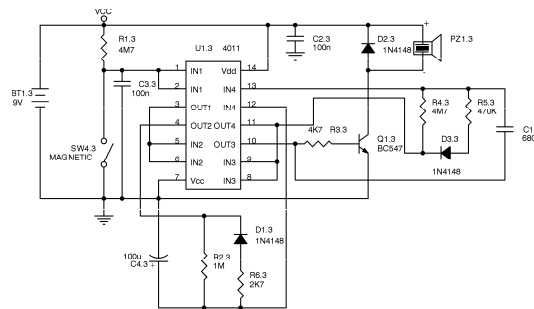 VCC
R1.3
4M7
U1.3 4011
C2.3
100n
D2.3
1N4148
+
PZ1.3
-
BT1.3
9V
C3.3
100n
1 IN1 Vdd 14
2 IN1 IN4 13
3 OUT1 IN4 12
4 OUT2 OUT4 11
5 IN2 OUT3 10
6 IN2 IN3 9
7 Vcc IN3 8
SW4.3
MAGNETIC
4K7 R3.3
Q1.3
BC547
R4.3
4M7
R5.3
470K
D3.3
1N4148
C1
680
100u
C4.3 +
R2.3
1M
D1.3
1N4148
R6.3
2K7